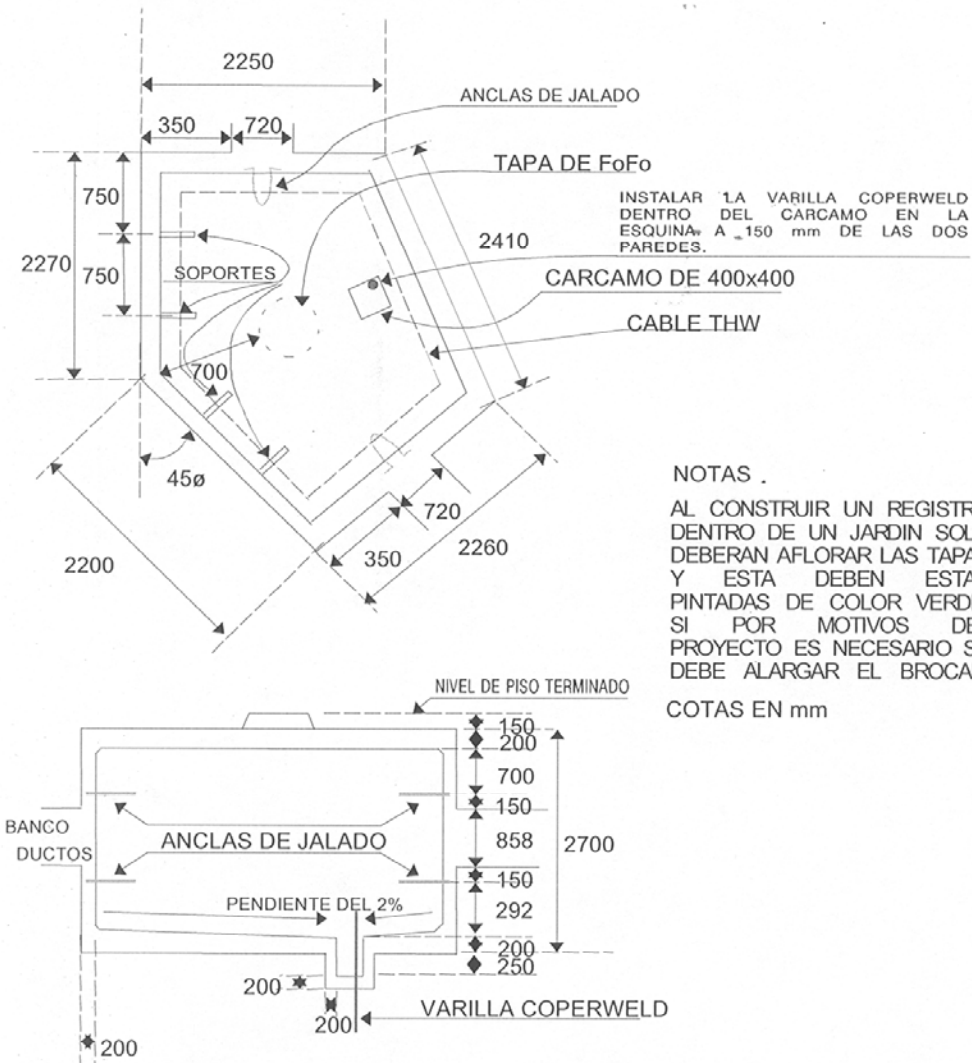 2250
ANCLAS DE JALADO
350
720
TAPA DE FoFo
750
INSTALAR LA VARILLA COPERWELD
DENTRO DEL CARCAMO EN LA
ESQUINA A 150 mm DE LAS DOS
PAREDES.
2410
2270
750
SOPORTES
CARCAMO DE 400x400
CABLE THW
700
45ø
NOTAS .
720
AL CONSTRUIR UN REGISTR
DENTRO DE UN JARDIN SOL
DEBERAN AFLORAR LAS TAPA
Y ESTA DEBEN ESTA
PINTADAS DE COLOR VERD
SI POR MOTIVOS DE
PROYECTO ES NECESARIO S
DEBE ALARGAR EL BROCA
350
2260
2200
NIVEL DE PISO TERMINADO
COTAS EN mm
150
200
700
150
BANCO
DUCTOS
ANCLAS DE JALADO
858
2700
150
PENDIENTE DEL 2%
292
200
250
200
200
VARILLA COPERWELD
200